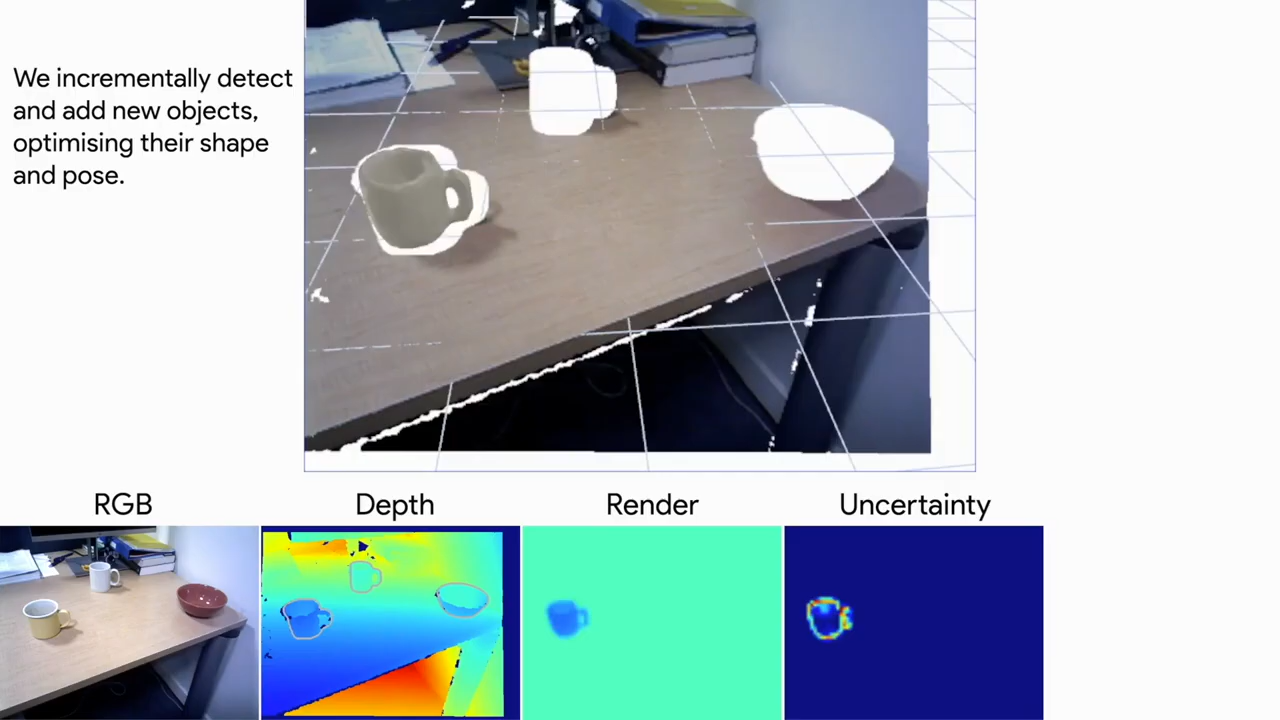 We incrementally detect
and add new objects,
optimising their shape
and pose.
RGB
Depth
Render
Uncertainty